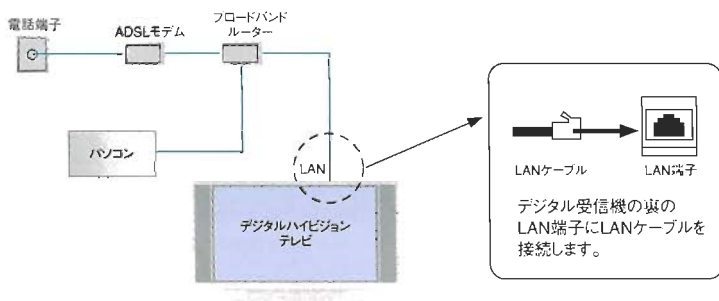 電話端子
ADSLモデム
フロードバンド
ルーター
パソコン
LAN
デジタルハイビジョン
テレビ
LANケーブル
LAN端子
デジタル受信機の裏の
LAN端子にLANケーブルを
接続します。